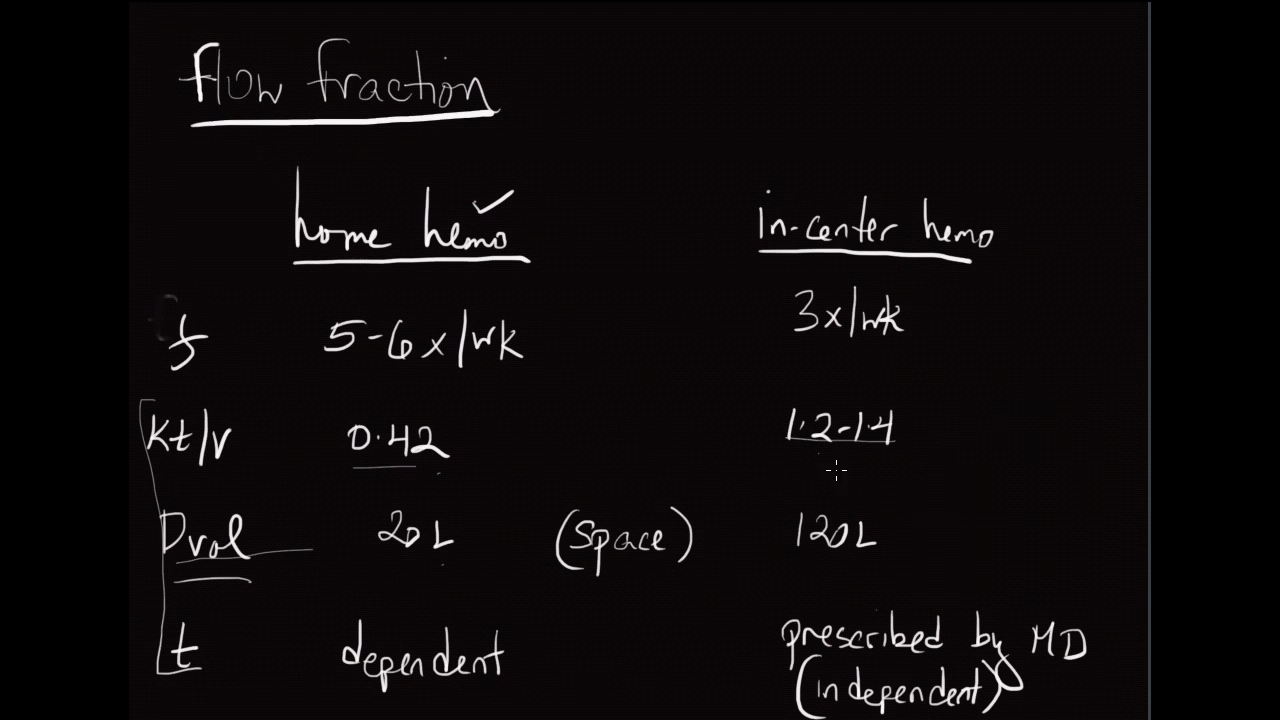 flow fraction
home hemo ✓ in-center hemo
f 5-6x/wk 3x/wk
kt/v 0.42 1.2-1.4
Dvol 20L (space) 120L
t dependent prescribed by MD
(independent)